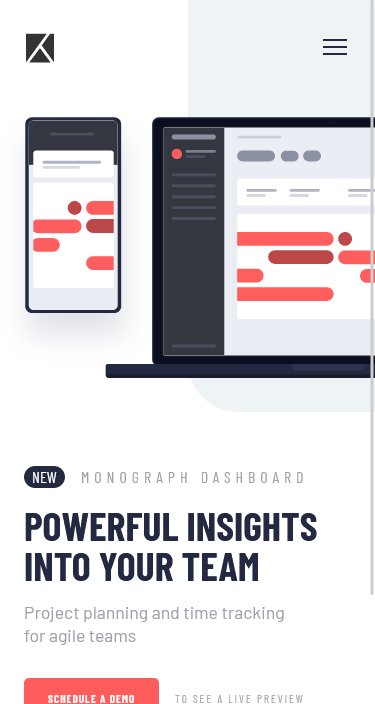 NEW MONOGRAPH DASHBOARD
POWERFUL INSIGHTS
INTO YOUR TEAM
Project planning and time tracking
for agile teams
SCHEDULE A DEMO TO SEE A LIVE PREVIEW